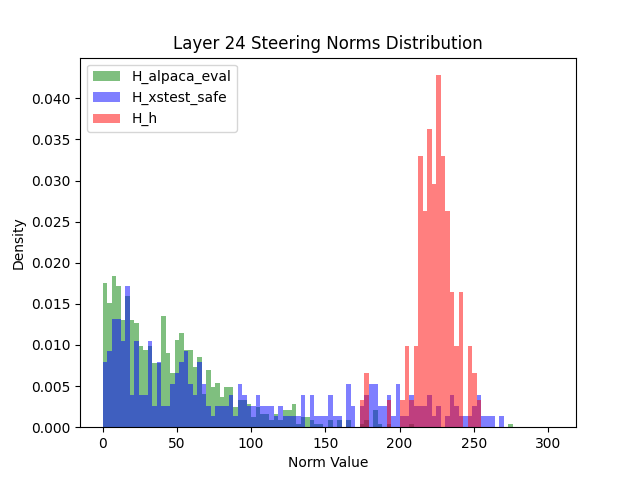 Layer 24 Steering Norms Distribution
H_alpaca_eval
H_xstest_safe
H_h
0.040
0.035
0.030
0.025
0.020
0.015
0.010
0.005
0.000
Density
0 50 100 150 200 250 300
Norm Value